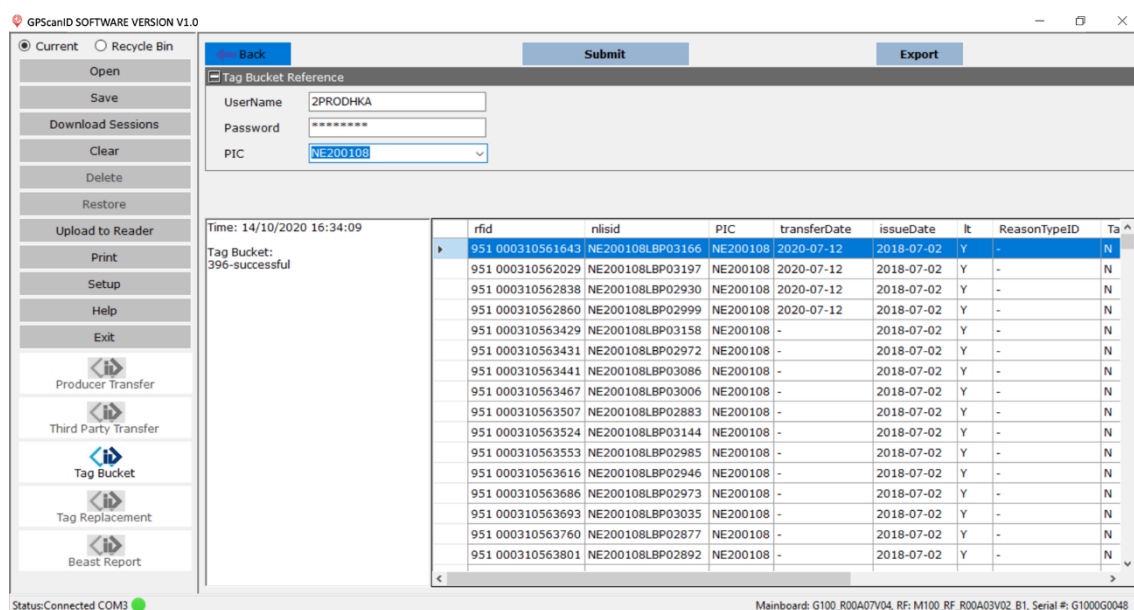 GPScanID SOFTWARE VERSION V1.0
Current Recycle Bin
Open
Save
Download Sessions
Clear
Delete
Restore
Upload to Reader
Print
Setup
Help
Exit
Producer Transfer
Third Party Transfer
Tag Bucket
Tag Replacement
Beast Report
Back Submit Export
Tag Bucket Reference
UserName 2PRODHKA
Password ********
PIC NE200108
Time: 14/10/2020 16:34:09
Tag Bucket:
396-successful
rfid nlisid PIC transferDate issueDate lt ReasonTypeID Ta
951 000310561643 NE200108LBP03166 NE200108 2020-07-12 2018-07-02 Y - N
951 000310562029 NE200108LBP03197 NE200108 2020-07-12 2018-07-02 Y - N
951 000310562838 NE200108LBP02930 NE200108 2020-07-12 2018-07-02 Y - N
951 000310562860 NE200108LBP02999 NE200108 2020-07-12 2018-07-02 Y - N
951 000310563429 NE200108LBP03158 NE200108 - 2018-07-02 Y - N
951 000310563431 NE200108LBP02972 NE200108 - 2018-07-02 Y - N
951 000310563441 NE200108LBP03086 NE200108 - 2018-07-02 Y - N
951 000310563467 NE200108LBP03006 NE200108 - 2018-07-02 Y - N
951 000310563507 NE200108LBP02883 NE200108 - 2018-07-02 Y - N
951 000310563524 NE200108LBP03144 NE200108 - 2018-07-02 Y - N
951 000310563553 NE200108LBP02985 NE200108 - 2018-07-02 Y - N
951 000310563616 NE200108LBP02946 NE200108 - 2018-07-02 Y - N
951 000310563686 NE200108LBP02973 NE200108 - 2018-07-02 Y - N
951 000310563693 NE200108LBP03035 NE200108 - 2018-07-02 Y - N
951 000310563760 NE200108LBP02877 NE200108 - 2018-07-02 Y - N
951 000310563801 NE200108LBP02892 NE200108 - 2018-07-02 Y - N
Status:Connected COM3 Mainboard: G100_R00A07V04, RF: M100_RF_R00A03V02_B1, Serial #: G1000G0048